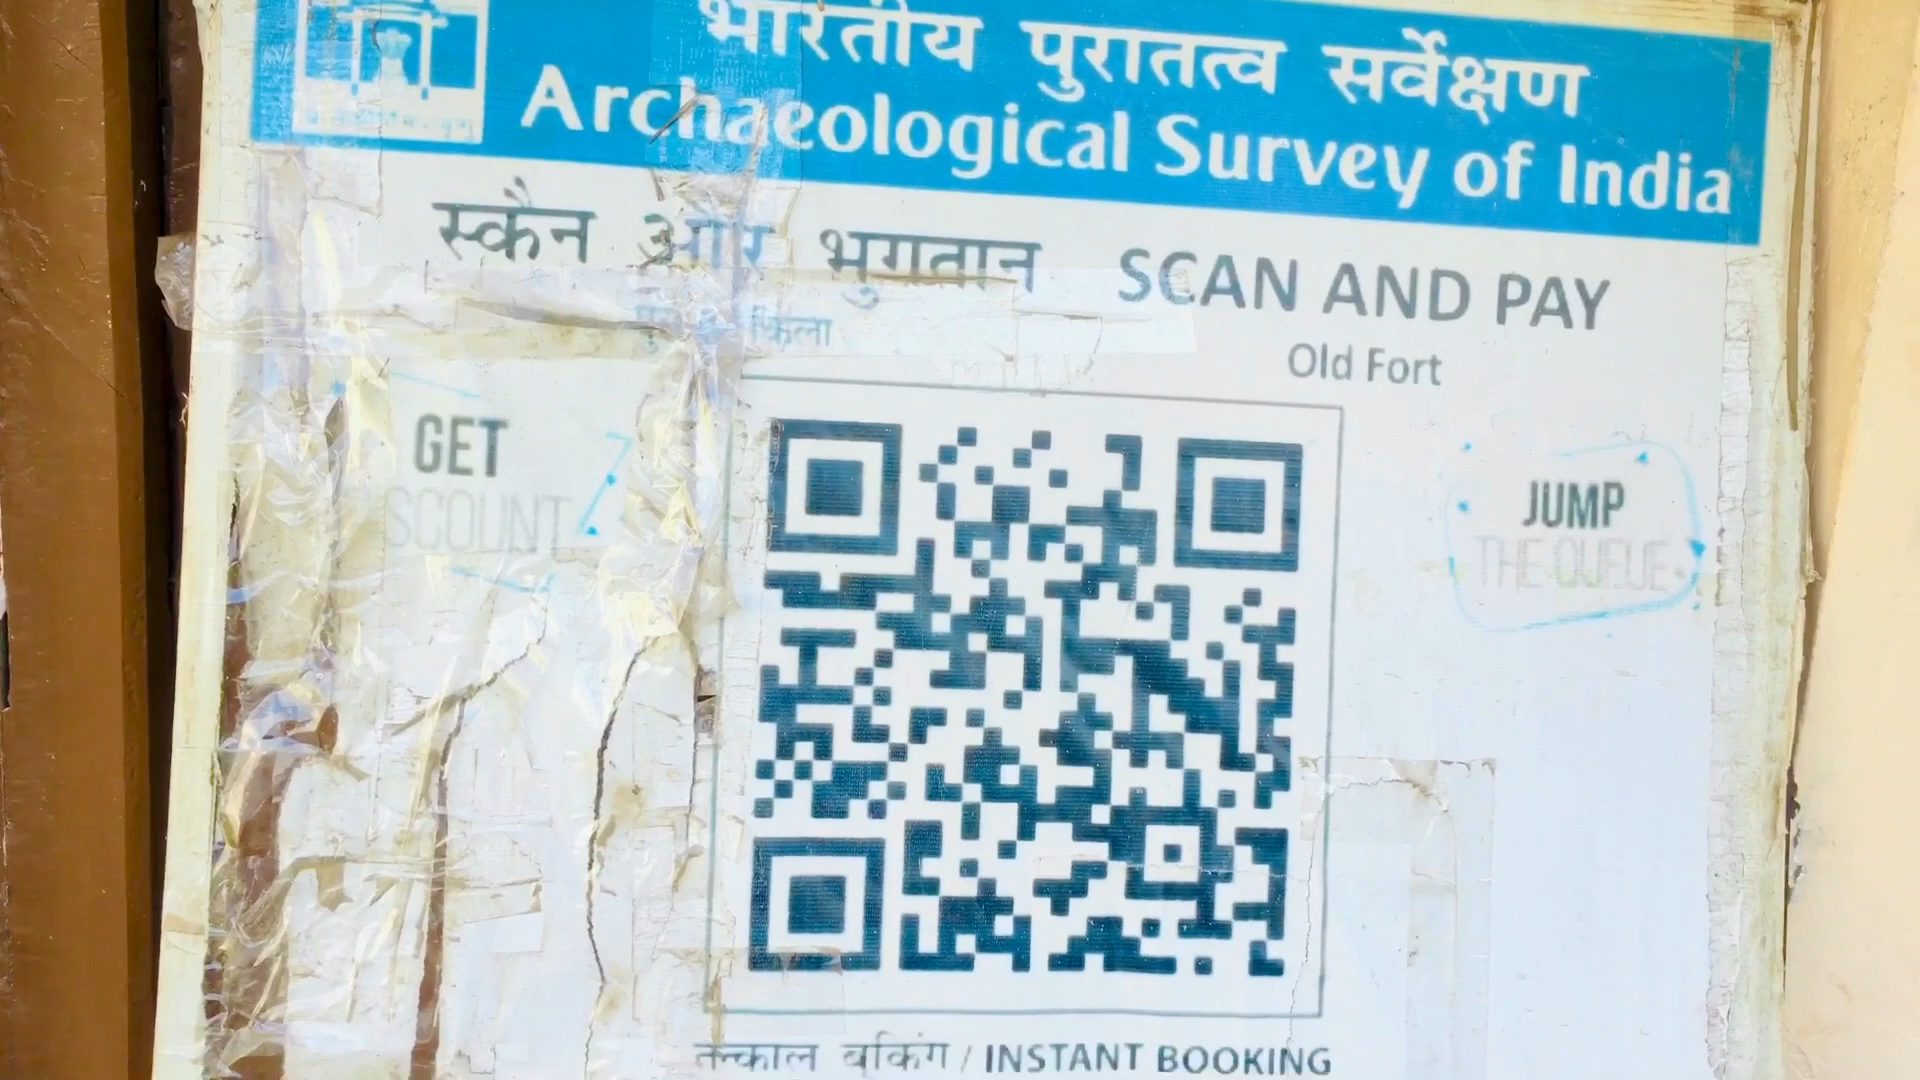 भारतीय पुरातत्व सर्वेक्षण
Archaeological Survey of India
स्कैन और भुगतान SCAN AND PAY
किला Old Fort
GET
SCOUNT
JUMP
THE QUEUE
तत्काल बुकिंग / INSTANT BOOKING